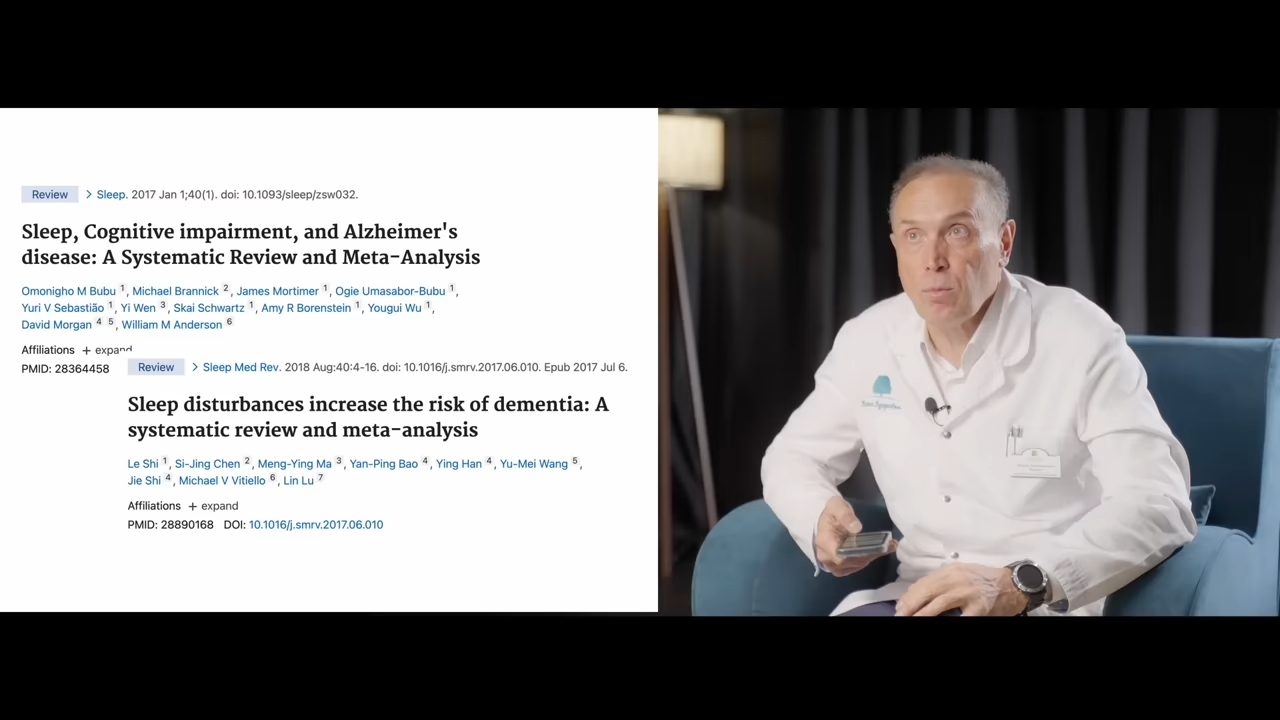 Review > Sleep. 2017 Jan 1;40(1). doi: 10.1093/sleep/zsw032.
Sleep, Cognitive impairment, and Alzheimer's
disease: A Systematic Review and Meta-Analysis
Omonigho M Bubu 1, Michael Brannick 2, James Mortimer 1, Ogie Umasabor-Bubu 1,
Yuri V Sebastião 1, Yi Wen 3, Skai Schwartz 1, Amy R Borenstein 1, Yougui Wu 1,
David Morgan 4 5, William M Anderson 6
Affiliations + expand
PMID: 28364458
Review > Sleep Med Rev. 2018 Aug:40:4-16. doi: 10.1016/j.smrv.2017.06.010. Epub 2017 Jul 6.
Sleep disturbances increase the risk of dementia: A
systematic review and meta-analysis
Le Shi 1, Si-Jing Chen 2, Meng-Ying Ma 3, Yan-Ping Bao 4, Ying Han 4, Yu-Mei Wang 5,
Jie Shi 4, Michael V Vitiello 6, Lin Lu 7
Affiliations + expand
PMID: 28890168 DOI: 10.1016/j.smrv.2017.06.010